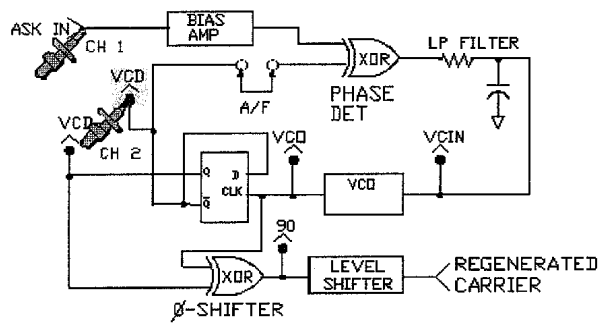 ASK IN
CH 1
BIAS
AMP
XOR
LP FILTER
PHASE
DET
A/F
VCD
VCD
CH 2
Q
D
CLK
Q̅
VCO
VCO
VCIN
90
XOR
Ø-SHIFTER
LEVEL
SHIFTER
REGENERATED
CARRIER